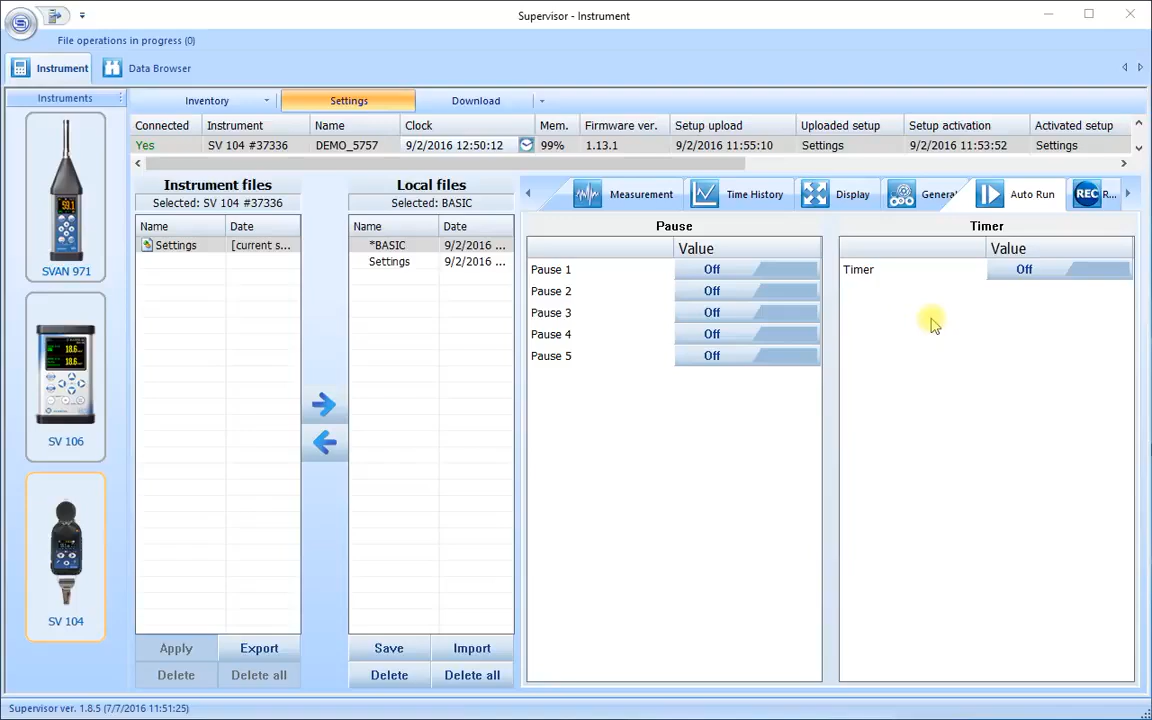 Supervisor - Instrument
File operations in progress (0)
Instrument
Data Browser
Instruments
Inventory
Settings
Download
Connected Instrument Name Clock Mem. Firmware ver. Setup upload Uploaded setup Setup activation Activated setup
Yes SV 104 #37336 DEMO_5757 9/2/2016 12:50:12 99% 1.13.1 9/2/2016 11:55:10 Settings 9/2/2016 11:53:52 Settings
SVAN 971
SV 106
SV 104
Instrument files
Selected: SV 104 #37336
Name Date
Settings [current s...
Apply Export
Delete Delete all
Local files
Selected: BASIC
Name Date
*BASIC 9/2/2016 ...
Settings 9/2/2016 ...
Save Import
Delete Delete all
Measurement Time History Display General Auto Run REC R...
Pause
Value
Pause 1 Off
Pause 2 Off
Pause 3 Off
Pause 4 Off
Pause 5 Off
Timer
Value
Timer Off
Supervisor ver. 1.8.5 (7/7/2016 11:51:25)